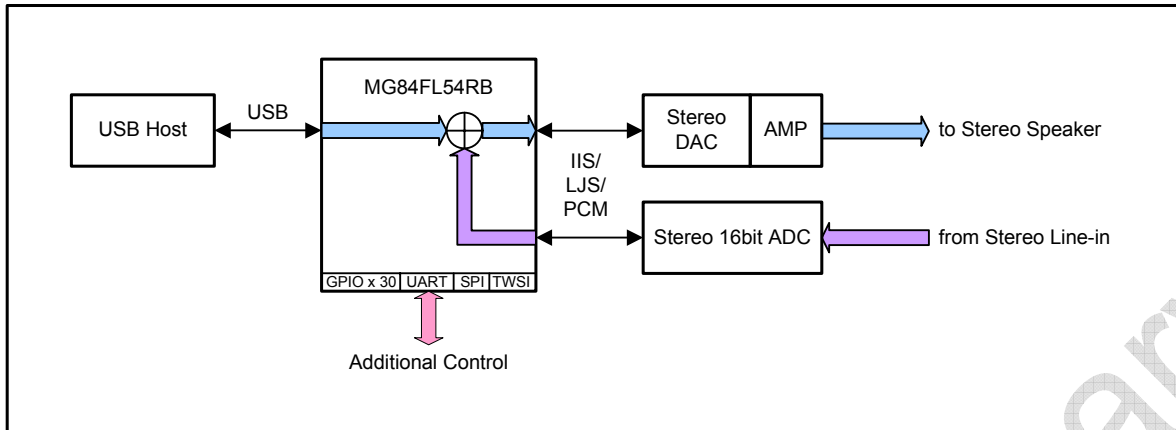 MG84FL54RB
USB Host
USB
Stereo
DAC
AMP
to Stereo Speaker
IIS/
LJS/
PCM
Stereo 16bit ADC
from Stereo Line-in
GPIO x 30
UART
SPI
TWSI
Additional Control